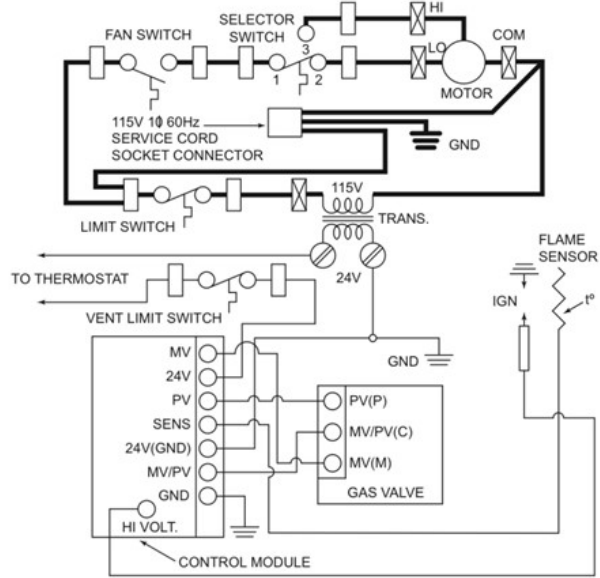 HI
SELECTOR
SWITCH
FAN SWITCH
3
LO
COM
1
2
MOTOR
115V 1ϕ 60Hz
SERVICE CORD
SOCKET CONNECTOR
GND
115V
LIMIT SWITCH
TRANS.
FLAME
SENSOR
TO THERMOSTAT
24V
IGN
t°
VENT LIMIT SWITCH
MV
GND
24V
PV
PV(P)
SENS
MV/PV(C)
24V(GND)
MV(M)
MV/PV
GND
GAS VALVE
HI VOLT.
CONTROL MODULE